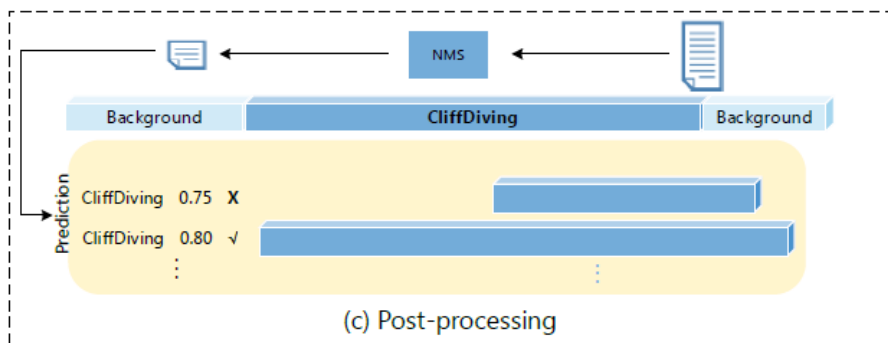 NMS
Background
CliffDiving
Background
Prediction
CliffDiving 0.75 X
CliffDiving 0.80 √
(c) Post-processing